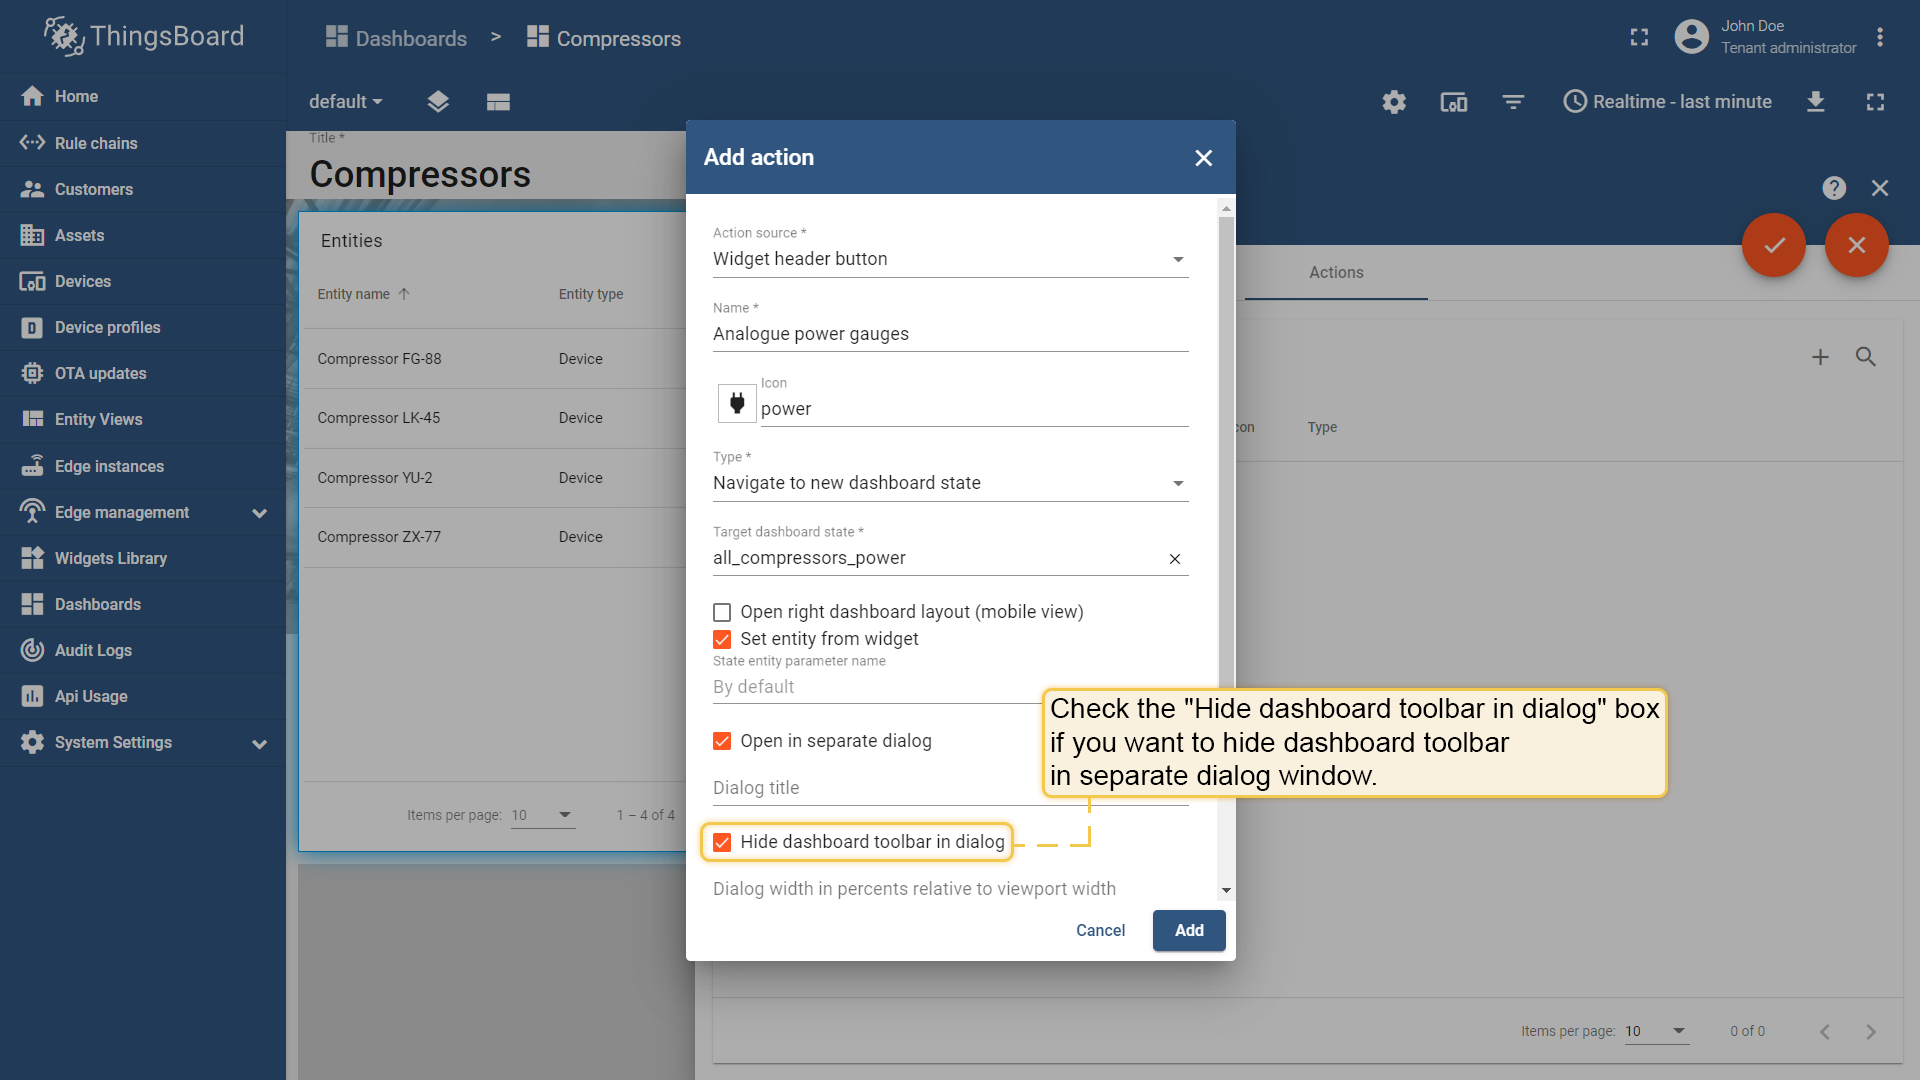 ThingsBoard
Dashboards > Compressors
John Doe
Tenant administrator
Home
Rule chains
Customers
Assets
Devices
Device profiles
OTA updates
Entity Views
Edge instances
Edge management
Widgets Library
Dashboards
Audit Logs
Api Usage
System Settings
default
Realtime - last minute
Title *
Compressors
Entities
Entity name
Entity type
Compressor FG-88
Device
Compressor LK-45
Device
Compressor YU-2
Device
Compressor ZX-77
Device
Items per page: 10
1 – 4 of 4
Add action
Action source *
Widget header button
Name *
Analogue power gauges
Icon
power
Type *
Navigate to new dashboard state
Target dashboard state *
all_compressors_power
Open right dashboard layout (mobile view)
Set entity from widget
State entity parameter name
By default
Open in separate dialog
Dialog title
Hide dashboard toolbar in dialog
Dialog width in percents relative to viewport width
Cancel
Add
Check the "Hide dashboard toolbar in dialog" box
if you want to hide dashboard toolbar
in separate dialog window.
Actions
con
Type
Items per page: 10
0 of 0